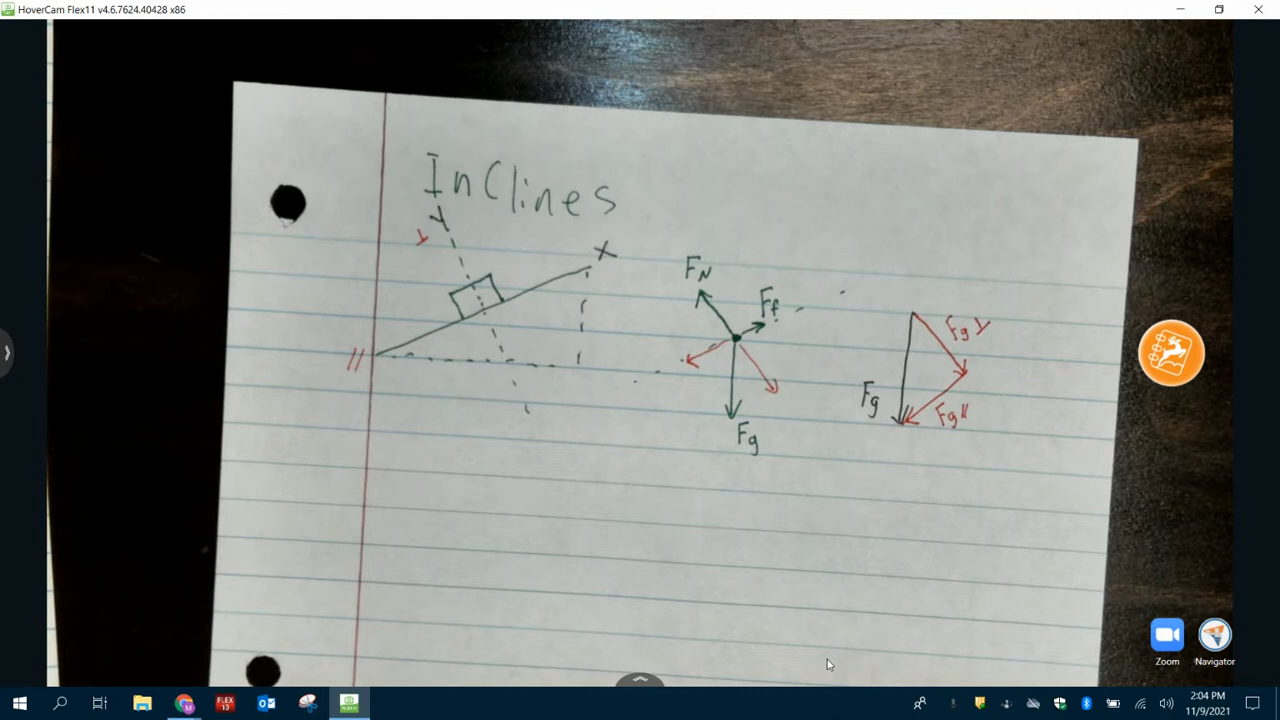 HoverCam Flex11 v4.6.7624.40428 x86
InClines
y
x
//
FN
Ff
Fg
Fg y
Fg
Fg //
Zoom
Navigator
FLEX
2:04 PM
11/9/2021